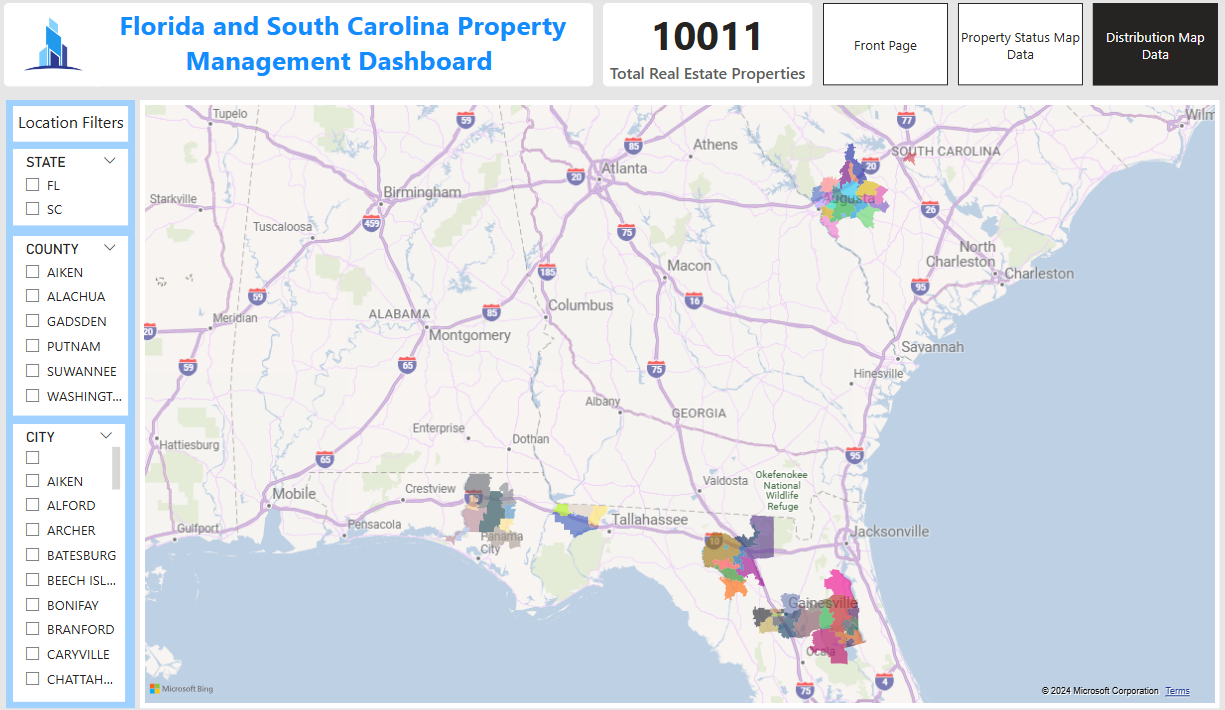 Florida and South Carolina Property
Management Dashboard
10011
Total Real Estate Properties
Front Page
Property Status Map
Data
Distribution Map
Data
Location Filters
STATE
FL
SC
COUNTY
AIKEN
ALACHUA
GADSDEN
PUTNAM
SUWANNEE
WASHINGT...
CITY
AIKEN
ALFORD
ARCHER
BATESBURG
BEECH ISL...
BONIFAY
BRANFORD
CARYVILLE
CHATTAH...
Tupelo
59
85
77
Wilm
Athens
SOUTH CAROLINA
20
Atlanta
20
Birmingham
Starkville
Augusta
26
459
Tuscaloosa
75
North
Charleston
Macon
185
Charleston
95
59
16
Columbus
ALABAMA
85
Meridian
20
Montgomery
Savannah
59
65
75
Hinesville
Albany
GEORGIA
Enterprise
Dothan
Hattiesburg
65
95
Valdosta
Okefenokee
National
Wildlife
Refuge
Mobile
Crestview
10
Tallahassee
Gulfport
Pensacola
Panama
City
Jacksonville
10
Gainesville
Ocala
4
75
Microsoft Bing
© 2024 Microsoft Corporation Terms